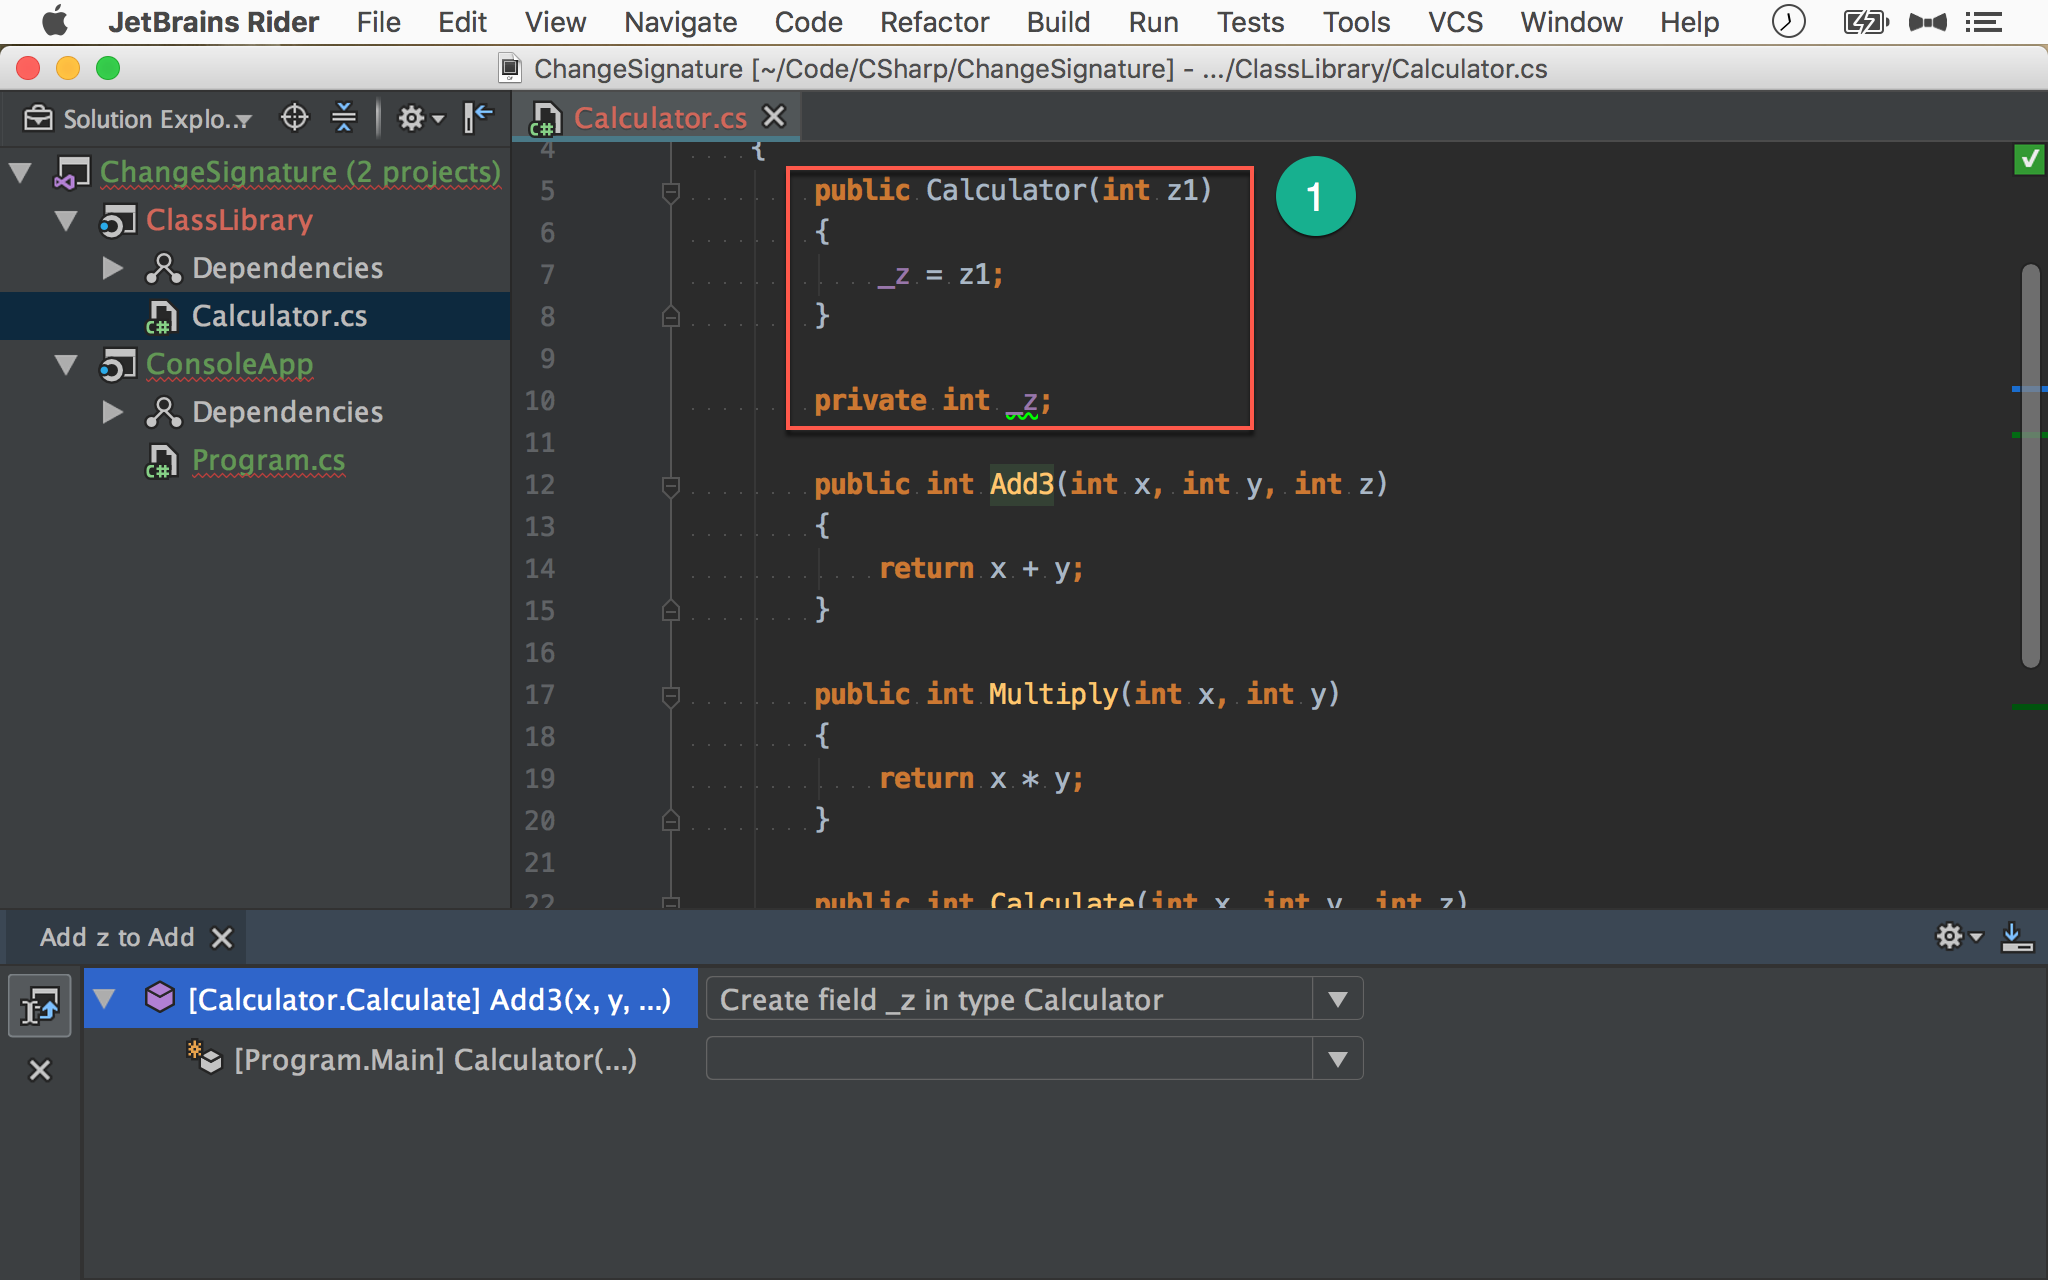 JetBrains Rider File Edit View Navigate Code Refactor Build Run Tests Tools VCS Window Help
ChangeSignature [~/Code/CSharp/ChangeSignature] - .../ClassLibrary/Calculator.cs
Solution Explo...
Calculator.cs
ChangeSignature (2 projects)
ClassLibrary
Dependencies
C# Calculator.cs
ConsoleApp
Dependencies
C# Program.cs
4 {
5 public Calculator(int z1)
1
6 {
7 _z = z1;
8 }
9
10 private int _z;
11
12 public int Add3(int x, int y, int z)
13 {
14 return x + y;
15 }
16
17 public int Multiply(int x, int y)
18 {
19 return x * y;
20 }
21
22 public int Calculate(int x, int y, int z)
Add z to Add
[Calculator.Calculate] Add3(x, y, ...) Create field _z in type Calculator
[Program.Main] Calculator(...)